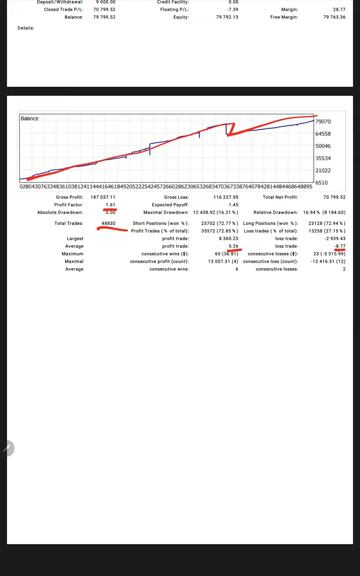 Deposit/Withdrawal: 9 000.00 Credit Facility: 0.00
Closed Trade P/L: 70 799.52 Floating P/L: -7.39 Margin: 28.77
Balance: 79 799.52 Equity: 79 792.13 Free Margin: 79 763.36
Details:
Balance
79070
64558
50046
35534
21022
6510
Gross Profit: 187 037.11 Gross Loss: 116 237.59 Total Net Profit: 70 799.52
Profit Factor: 1.61 Expected Payoff: 1.45
Absolute Drawdown: 0.00 Maximal Drawdown: 12 438.92 (16.21%) Relative Drawdown: 16.94% (8 184.60)
Total Trades: 48830 Short Positions (won %): 25702 (72.77%) Long Positions (won %): 23128 (72.94%)
Profit Trades (% of total): 35572 (72.85%) Loss trades (% of total): 13258 (27.15%)
Largest profit trade: 8 360.25 loss trade: -2 939.43
Average profit trade: 5.26 loss trade: -8.77
Maximum consecutive wins ($): consecutive losses ($): 23 (-3 315.99)
Maximal consecutive profit (count): 13 007.31 (4) consecutive loss (count): -12 416.51 (12)
Average consecutive wins: 6 consecutive losses: 2